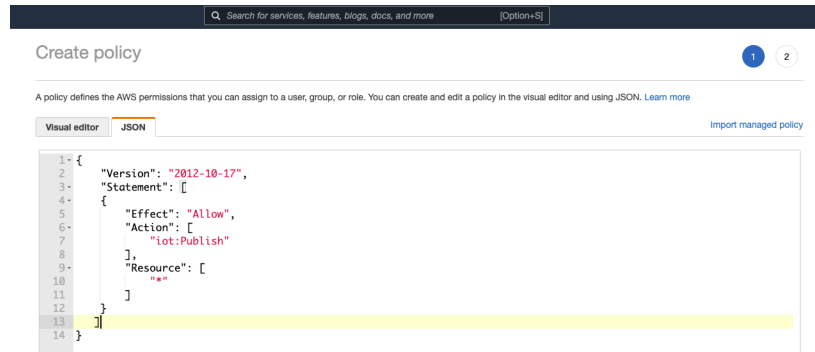 Search for services, features, blogs, docs, and more [Option+S]
Create policy
1 2
A policy defines the AWS permissions that you can assign to a user, group, or role. You can create and edit a policy in the visual editor and using JSON. Learn more
Visual editor JSON Import managed policy
1 {
2 "Version": "2012-10-17",
3 "Statement": [
4 {
5 "Effect": "Allow",
6 "Action": [
7 "iot:Publish"
8 ],
9 "Resource": [
10 "*"
11 ]
12 }
13 ]
14 }